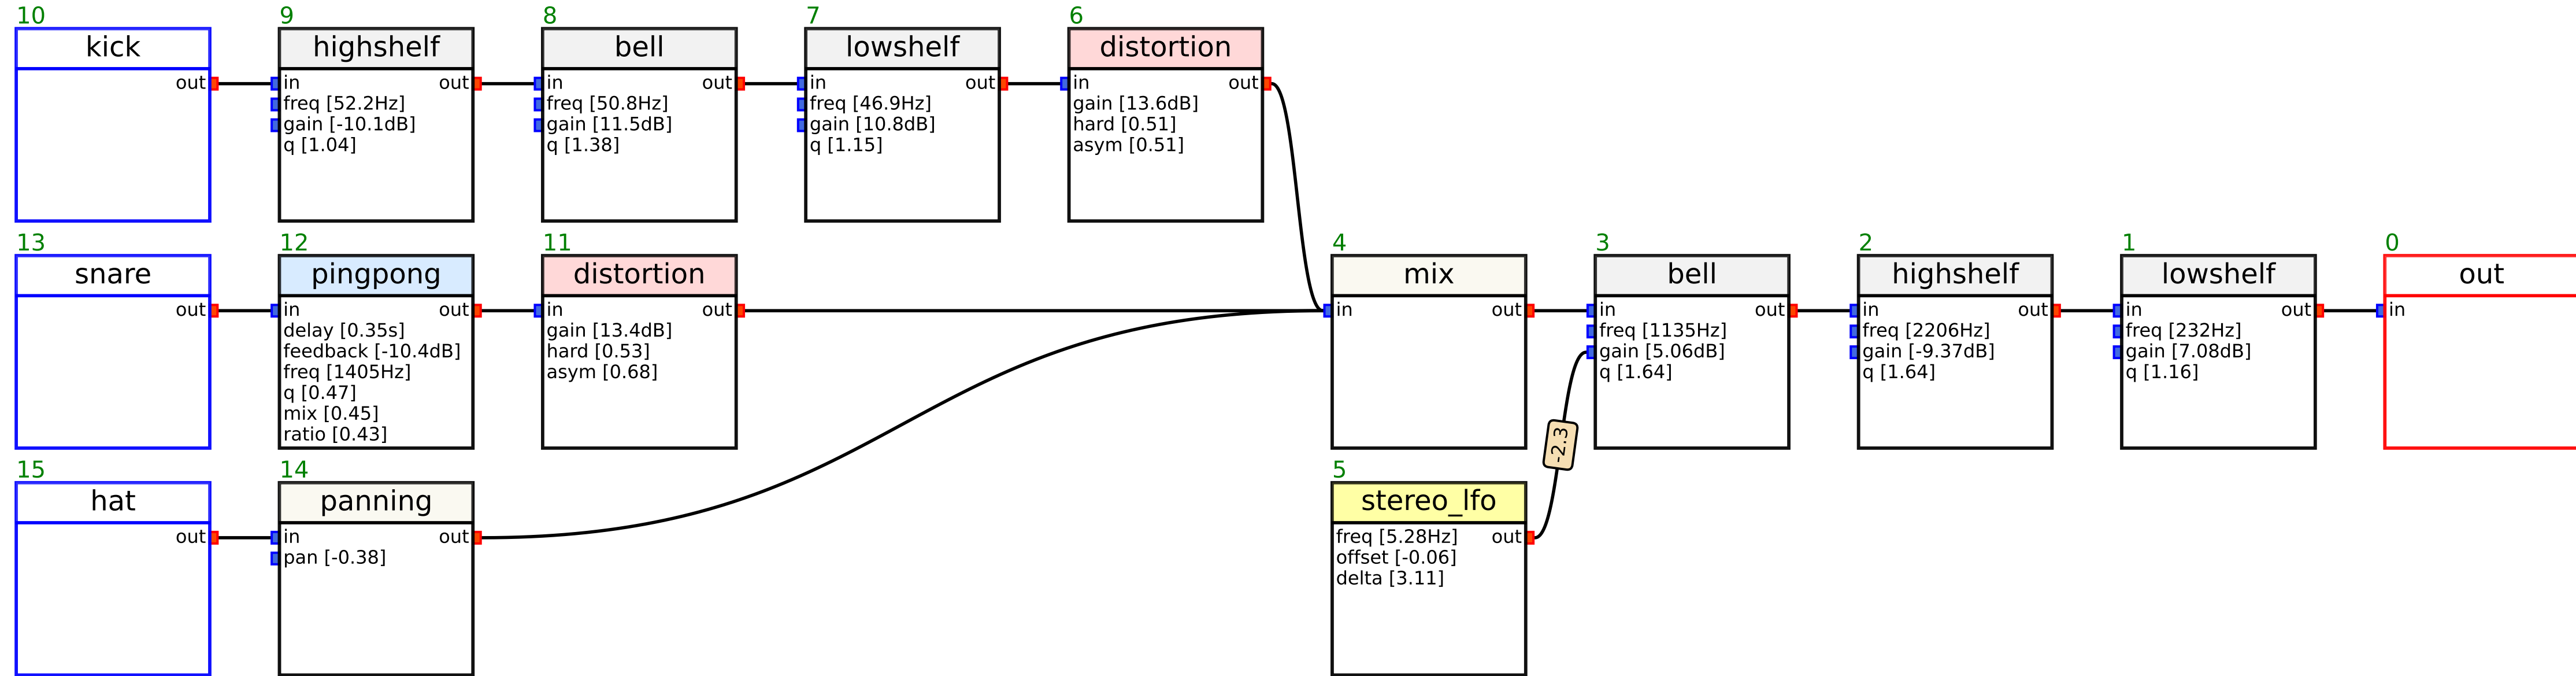 10
kick
out
9
highshelf
in out
freq [52.2Hz]
gain [-10.1dB]
q [1.04]
8
bell
in out
freq [50.8Hz]
gain [11.5dB]
q [1.38]
7
lowshelf
in out
freq [46.9Hz]
gain [10.8dB]
q [1.15]
6
distortion
in out
gain [13.6dB]
hard [0.51]
asym [0.51]
13
snare
out
12
pingpong
in out
delay [0.35s]
feedback [-10.4dB]
freq [1405Hz]
q [0.47]
mix [0.45]
ratio [0.43]
11
distortion
in out
gain [13.4dB]
hard [0.53]
asym [0.68]
4
mix
in out
3
bell
in out
freq [1135Hz]
gain [5.06dB]
q [1.64]
2
highshelf
in out
freq [2206Hz]
gain [-9.37dB]
q [1.64]
1
lowshelf
in out
freq [232Hz]
gain [7.08dB]
q [1.16]
0
out
in
15
hat
out
14
panning
in out
pan [-0.38]
5
stereo_lfo
freq [5.28Hz] out
offset [-0.06]
delta [3.11]
-2.3